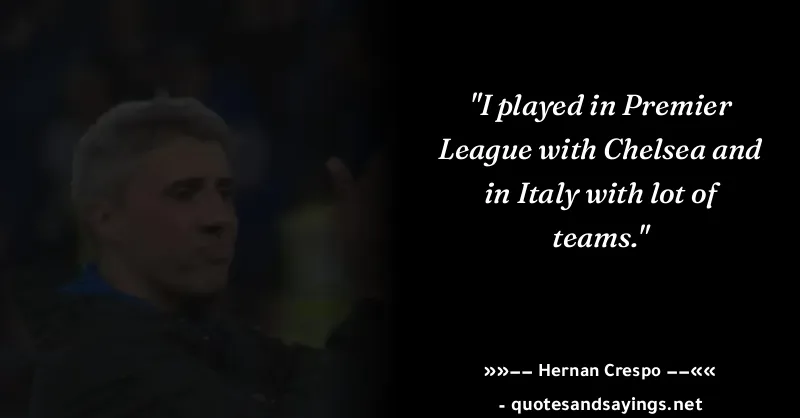 "I played in Premier
League with Chelsea and
in Italy with lot of
teams."
»»-- Hernan Crespo --««
- quotesandsayings.net